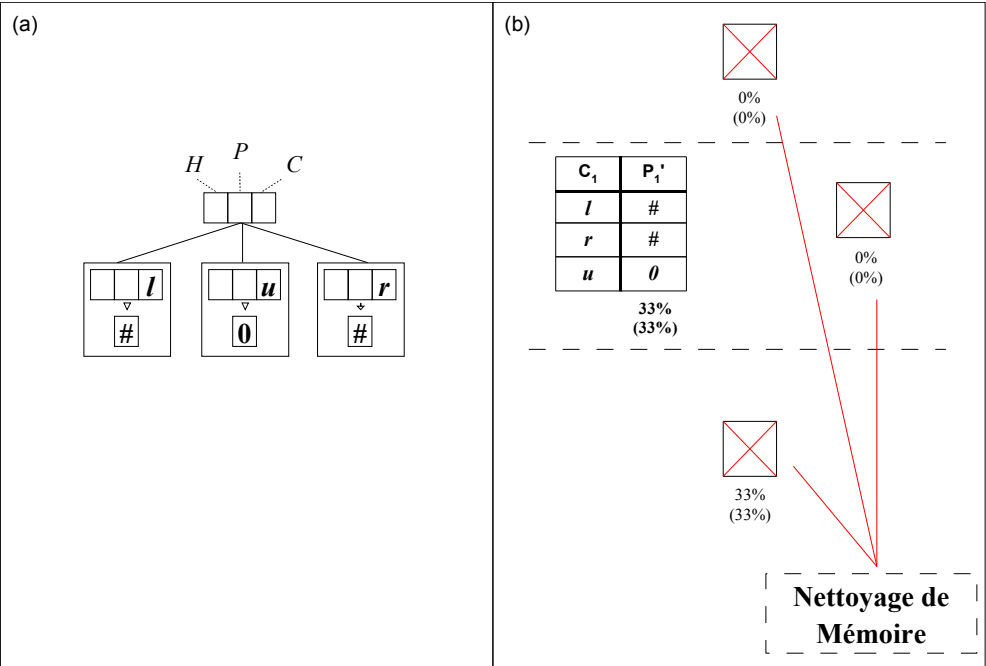 (a)
H P C
l u r
# 0 #
(b)
0%
(0%)
C1 P1'
l #
r #
u 0
33%
(33%)
0%
(0%)
33%
(33%)
Nettoyage de
Mémoire